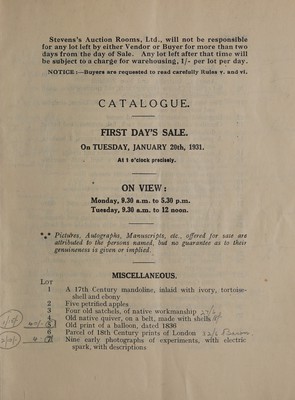 Stevens's Auction Rooms, Ltd., will not be responsible
for any lot left by either Vendor or Buyer for more than two
days from the day of Sale. Any lot left after that time will
be subject to a charge for warehousing, 1/- per lot per day.
NOTICE:—Buyers are requested to read carefully Rules v. and vi.
CATALOGUE.
FIRST DAY'S SALE.
On TUESDAY, JANUARY 20th, 1931.
At 1 o'clock precisely.
ON VIEW:
Monday, 9.30 a.m. to 5.30 p.m.
Tuesday, 9.30 a.m. to 12 noon.
*** Pictures, Autographs, Manuscripts, etc., offered for sale are
attributed to the persons named, but no guarantee as to their
genuineness is given or implied.
MISCELLANEOUS.
Lot
1 A 17th Century mandoline, inlaid with ivory, tortoise-
shell and ebony
2 Five petrified apples
3 Four old satchels, of native workmanship
4 Old native quiver, on a belt, made with shells
5 Old print of a balloon, dated 1836
6 Parcel of 18th Century prints of London
7 Nine early photographs of experiments, with electric
spark, with descriptions